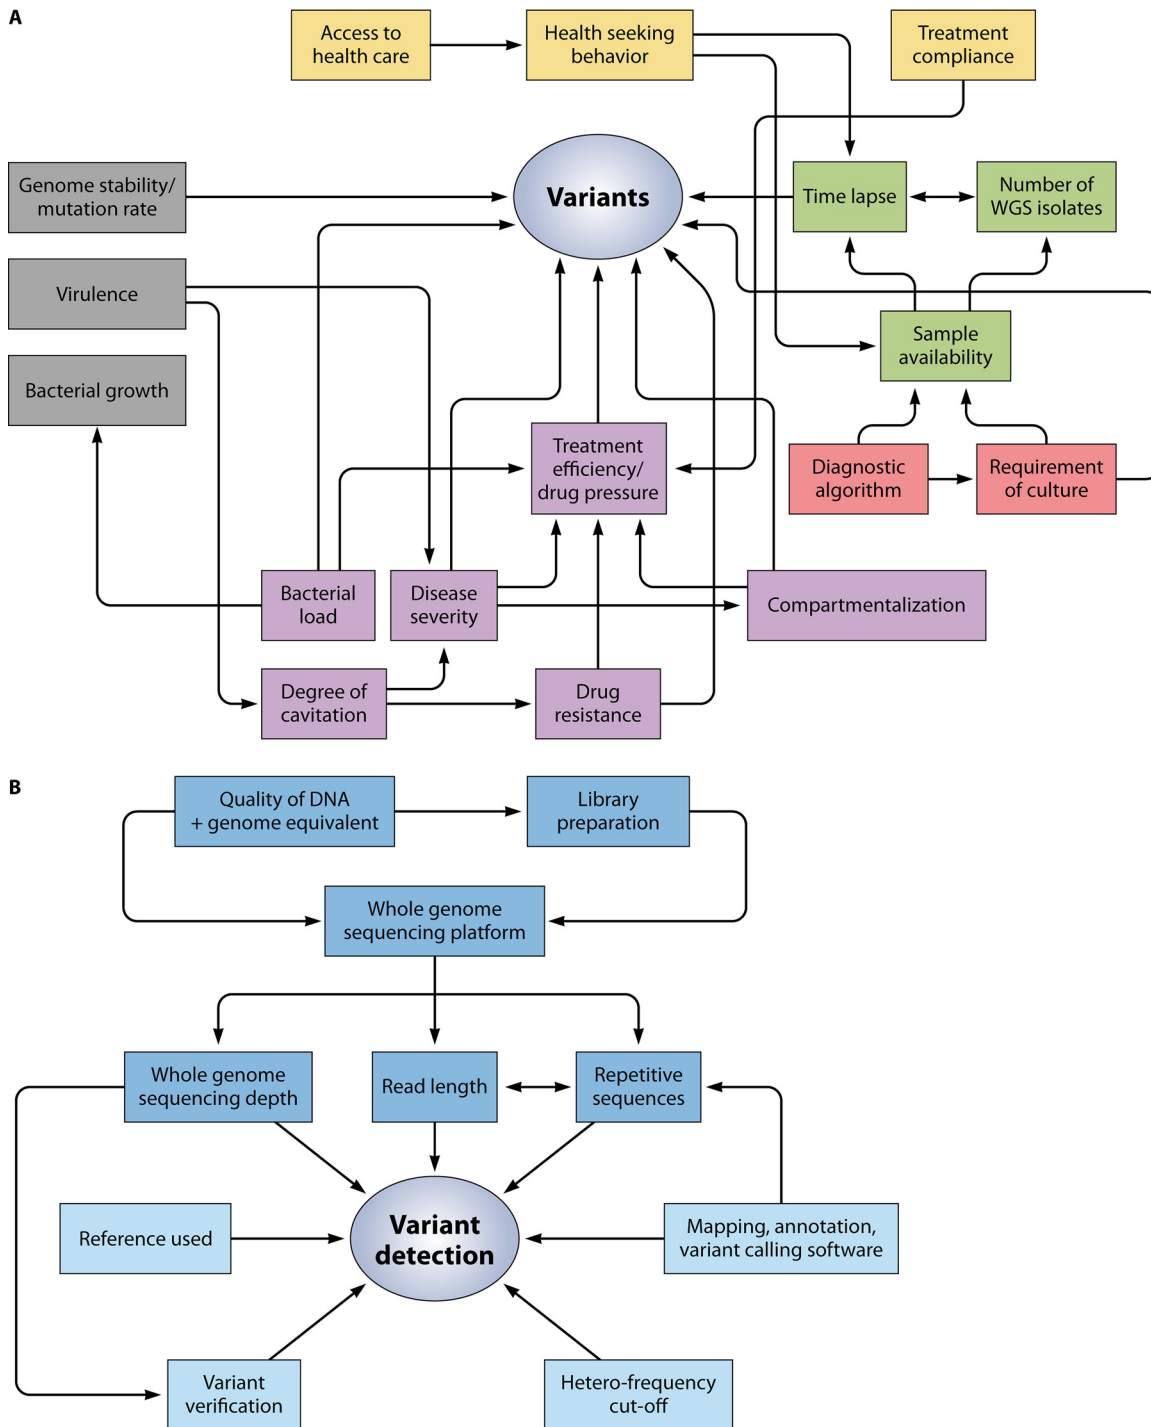 A
Access to
health care
Health seeking
behavior
Treatment
compliance
Genome stability/
mutation rate
Variants
Time lapse
Number of
WGS isolates
Virulence
Sample
availability
Bacterial growth
Treatment
efficiency/
drug pressure
Diagnostic
algorithm
Requirement
of culture
Bacterial
load
Disease
severity
Compartmentalization
Degree of
cavitation
Drug
resistance
B
Quality of DNA
+ genome equivalent
Library
preparation
Whole genome
sequencing platform
Whole genome
sequencing depth
Read length
Repetitive
sequences
Reference used
Variant
detection
Mapping, annotation,
variant calling software
Variant
verification
Hetero-frequency
cut-off